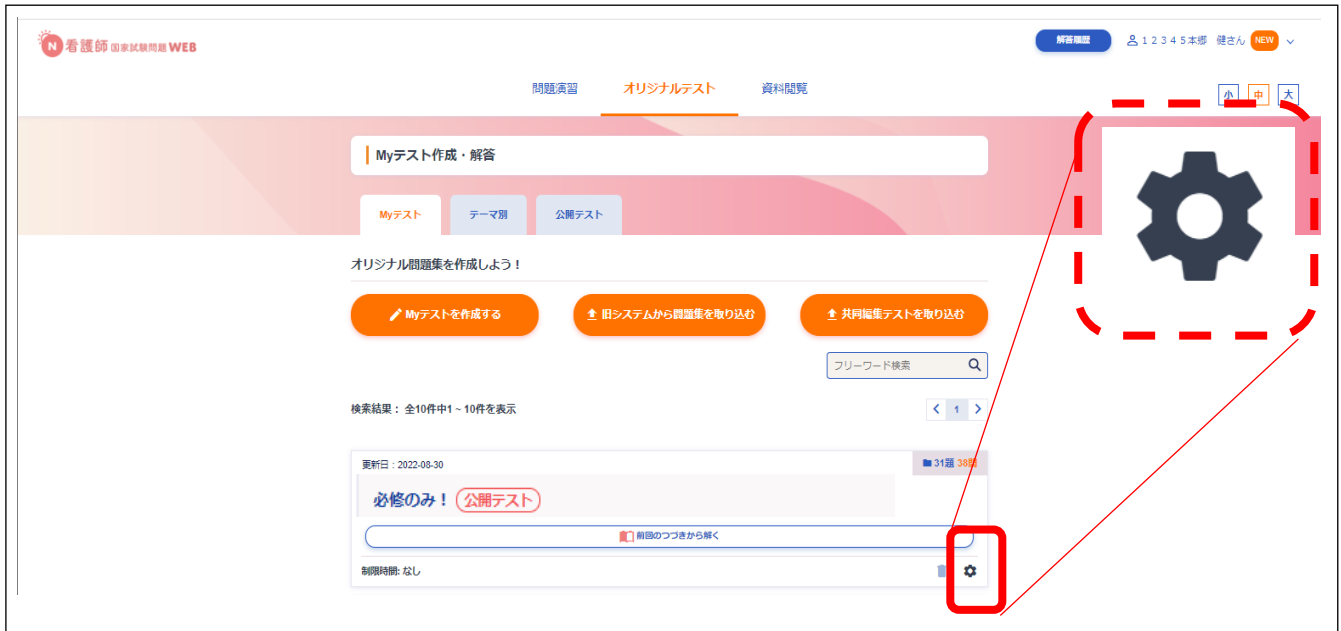 N 看護師 国家試験問題 WEB
解答履歴 12345本郷 健さん NEW
問題演習 オリジナルテスト 資料閲覧
小 中 大
Myテスト作成・解答
Myテスト テーマ別 公開テスト
オリジナル問題集を作成しよう！
Myテストを作成する 旧システムから問題集を取り込む 共同編集テストを取り込む
フリーワード検索
検索結果： 全10件中1 ~ 10件を表示 1
更新日：2022-08-30 31題 38問
必修のみ！ 公開テスト
前回のつづきから解く
制限時間: なし